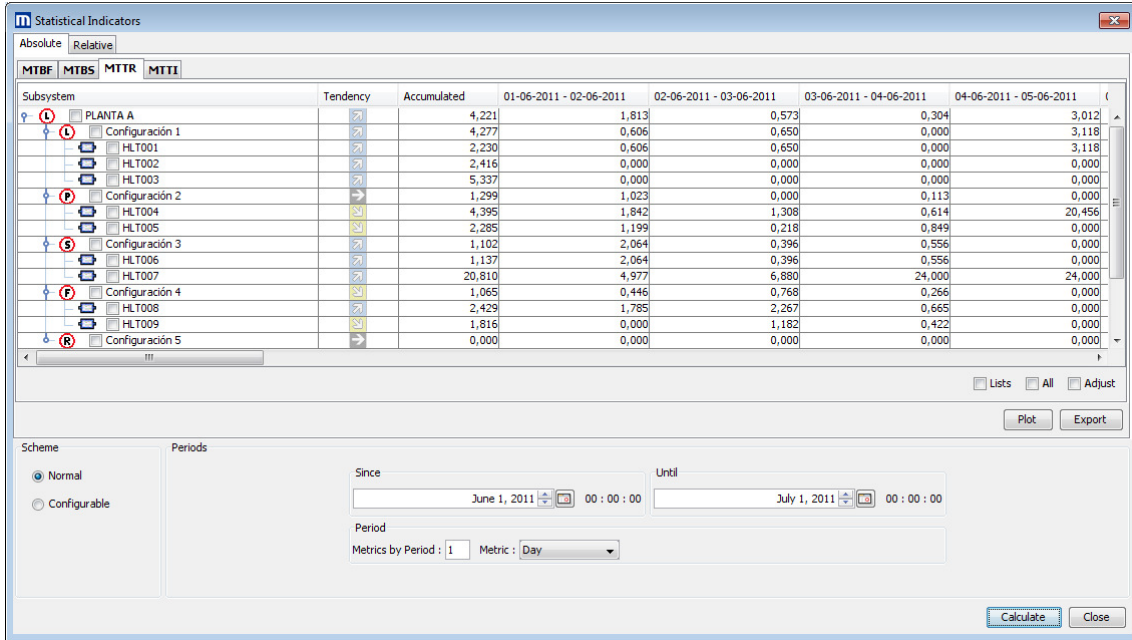 Statistical Indicators
Absolute Relative
MTBF MTBS MTTR MTTI
Subsystem Tendency Accumulated 01-06-2011 - 02-06-2011 02-06-2011 - 03-06-2011 03-06-2011 - 04-06-2011 04-06-2011 - 05-06-2011
L PLANTA A 4,221 1,813 0,573 0,304 3,012
L Configuración 1 4,277 0,606 0,650 0,000 3,118
HLT001 2,230 0,606 0,650 0,000 3,118
HLT002 2,416 0,000 0,000 0,000 0,000
HLT003 5,337 0,000 0,000 0,000 0,000
P Configuración 2 1,299 1,023 0,000 0,113 0,000
HLT004 4,395 1,842 1,308 0,614 20,456
HLT005 2,285 1,199 0,218 0,849 0,000
S Configuración 3 1,102 2,064 0,396 0,556 0,000
HLT006 1,137 2,064 0,396 0,556 0,000
HLT007 20,810 4,977 6,880 24,000 24,000
F Configuración 4 1,065 0,446 0,768 0,266 0,000
HLT008 2,429 1,785 2,267 0,665 0,000
HLT009 1,816 0,000 1,182 0,422 0,000
R Configuración 5 0,000 0,000 0,000 0,000 0,000
Lists All Adjust
Plot Export
Scheme Periods
Normal
Configurable
Since Until
June 1, 2011 00 : 00 : 00 July 1, 2011 00 : 00 : 00
Period
Metrics by Period : 1 Metric : Day
Calculate Close